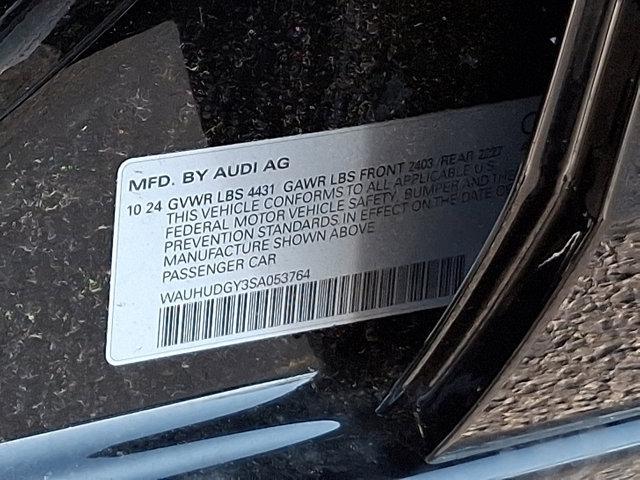 MFD. BY AUDI AG
10 24 GVWR LBS 4431 GAWR LBS FRONT 2403 /REAR 2227
THIS VEHICLE CONFORMS TO ALL APPLICABLE U.S.
FEDERAL MOTOR VEHICLE SAFETY, BUMPER AND THE
PREVENTION STANDARDS IN EFFECT ON THE DATE OF
MANUFACTURE SHOWN ABOVE
PASSENGER CAR
WAUHUDGY3SA053764